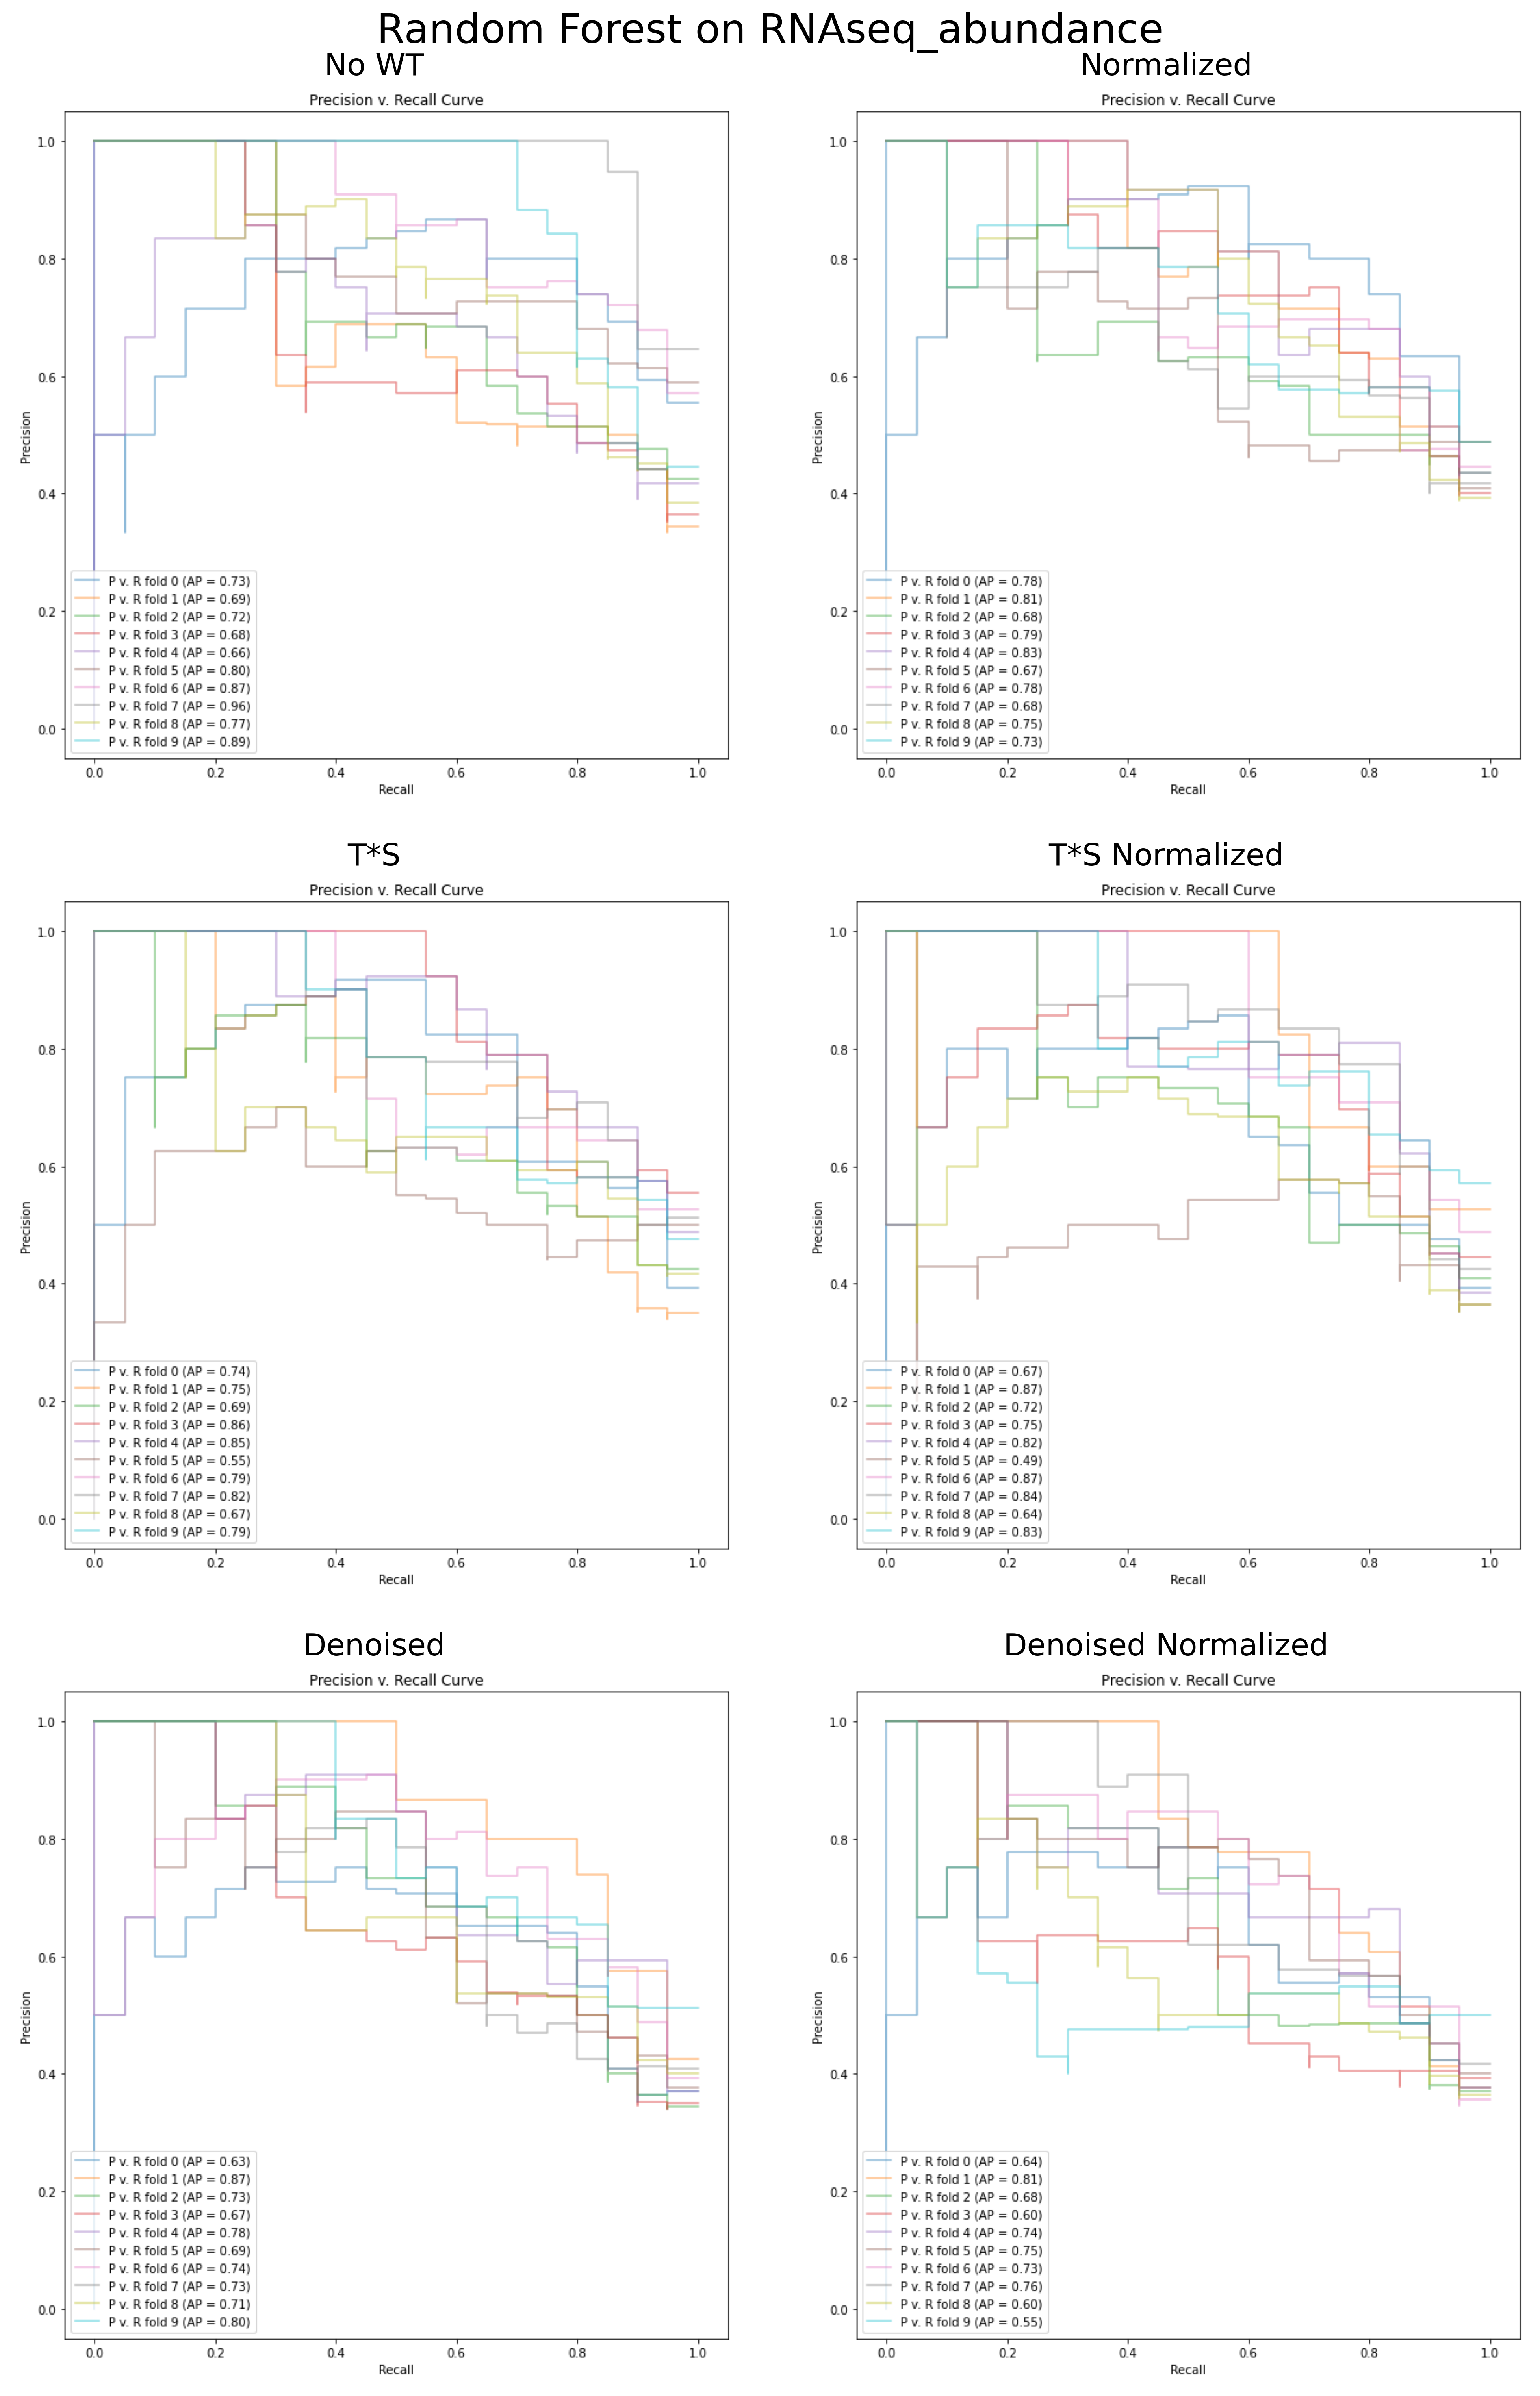 Random Forest on RNAseq_abundance
No WT
Precision v. Recall Curve
1.0
0.8
0.6
0.4
0.2
0.0
Precision
P v. R fold 0 (AP = 0.73)
P v. R fold 1 (AP = 0.69)
P v. R fold 2 (AP = 0.72)
P v. R fold 3 (AP = 0.68)
P v. R fold 4 (AP = 0.66)
P v. R fold 5 (AP = 0.80)
P v. R fold 6 (AP = 0.87)
P v. R fold 7 (AP = 0.96)
P v. R fold 8 (AP = 0.77)
P v. R fold 9 (AP = 0.89)
0.0 0.2 0.4 0.6 0.8 1.0
Recall
Normalized
Precision v. Recall Curve
1.0
0.8
0.6
0.4
0.2
0.0
Precision
P v. R fold 0 (AP = 0.78)
P v. R fold 1 (AP = 0.81)
P v. R fold 2 (AP = 0.68)
P v. R fold 3 (AP = 0.79)
P v. R fold 4 (AP = 0.83)
P v. R fold 5 (AP = 0.67)
P v. R fold 6 (AP = 0.78)
P v. R fold 7 (AP = 0.68)
P v. R fold 8 (AP = 0.75)
P v. R fold 9 (AP = 0.73)
0.0 0.2 0.4 0.6 0.8 1.0
Recall
T*S
Precision v. Recall Curve
1.0
0.8
0.6
0.4
0.2
0.0
Precision
P v. R fold 0 (AP = 0.74)
P v. R fold 1 (AP = 0.75)
P v. R fold 2 (AP = 0.69)
P v. R fold 3 (AP = 0.86)
P v. R fold 4 (AP = 0.85)
P v. R fold 5 (AP = 0.55)
P v. R fold 6 (AP = 0.79)
P v. R fold 7 (AP = 0.82)
P v. R fold 8 (AP = 0.67)
P v. R fold 9 (AP = 0.79)
0.0 0.2 0.4 0.6 0.8 1.0
Recall
T*S Normalized
Precision v. Recall Curve
1.0
0.8
0.6
0.4
0.2
0.0
Precision
P v. R fold 0 (AP = 0.67)
P v. R fold 1 (AP = 0.87)
P v. R fold 2 (AP = 0.72)
P v. R fold 3 (AP = 0.75)
P v. R fold 4 (AP = 0.82)
P v. R fold 5 (AP = 0.49)
P v. R fold 6 (AP = 0.87)
P v. R fold 7 (AP = 0.84)
P v. R fold 8 (AP = 0.64)
P v. R fold 9 (AP = 0.83)
0.0 0.2 0.4 0.6 0.8 1.0
Recall
Denoised
Precision v. Recall Curve
1.0
0.8
0.6
0.4
0.2
0.0
Precision
P v. R fold 0 (AP = 0.63)
P v. R fold 1 (AP = 0.87)
P v. R fold 2 (AP = 0.73)
P v. R fold 3 (AP = 0.67)
P v. R fold 4 (AP = 0.78)
P v. R fold 5 (AP = 0.69)
P v. R fold 6 (AP = 0.74)
P v. R fold 7 (AP = 0.73)
P v. R fold 8 (AP = 0.71)
P v. R fold 9 (AP = 0.80)
0.0 0.2 0.4 0.6 0.8 1.0
Recall
Denoised Normalized
Precision v. Recall Curve
1.0
0.8
0.6
0.4
0.2
0.0
Precision
P v. R fold 0 (AP = 0.64)
P v. R fold 1 (AP = 0.81)
P v. R fold 2 (AP = 0.68)
P v. R fold 3 (AP = 0.60)
P v. R fold 4 (AP = 0.74)
P v. R fold 5 (AP = 0.75)
P v. R fold 6 (AP = 0.73)
P v. R fold 7 (AP = 0.76)
P v. R fold 8 (AP = 0.60)
P v. R fold 9 (AP = 0.55)
0.0 0.2 0.4 0.6 0.8 1.0
Recall